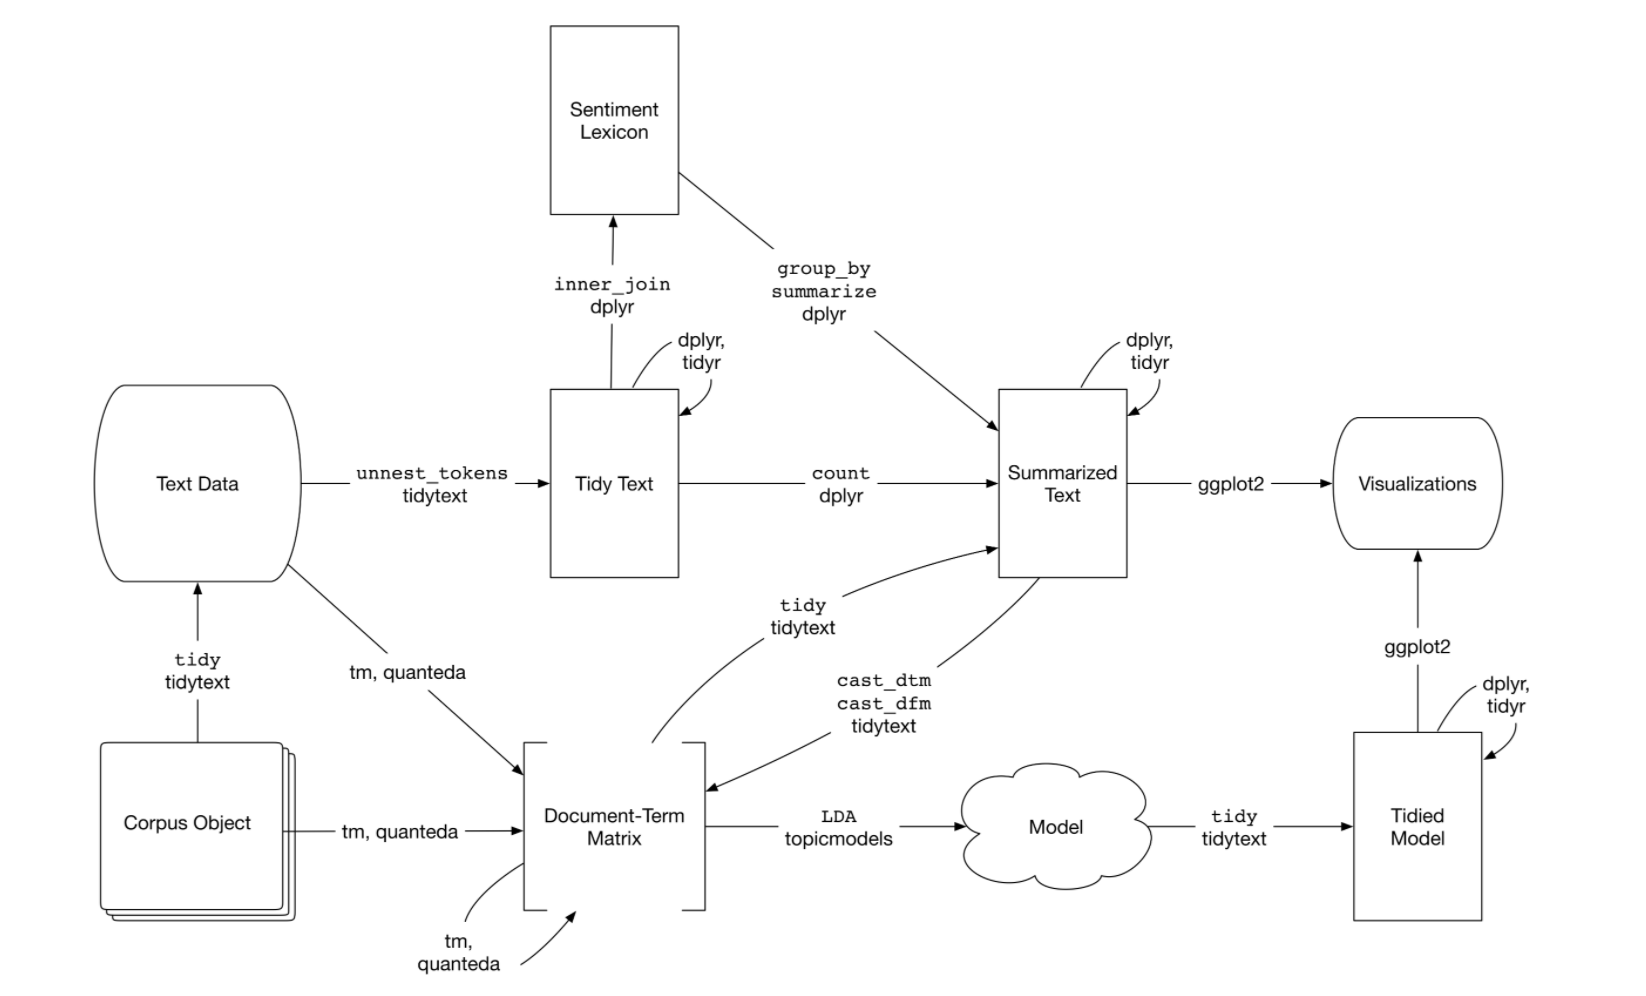 Sentiment
Lexicon
group_by
summarize
dplyr
inner_join
dplyr
dplyr,
tidyr
dplyr,
tidyr
Text Data
unnest_tokens
tidytext
Tidy Text
count
dplyr
Summarized
Text
ggplot2
Visualizations
tidy
tidytext
tidy
tidytext
tm, quanteda
cast_dtm
cast_dfm
tidytext
ggplot2
dplyr,
tidyr
Corpus Object
tm, quanteda
Document-Term
Matrix
LDA
topicmodels
Model
tidy
tidytext
Tidied
Model
tm,
quanteda